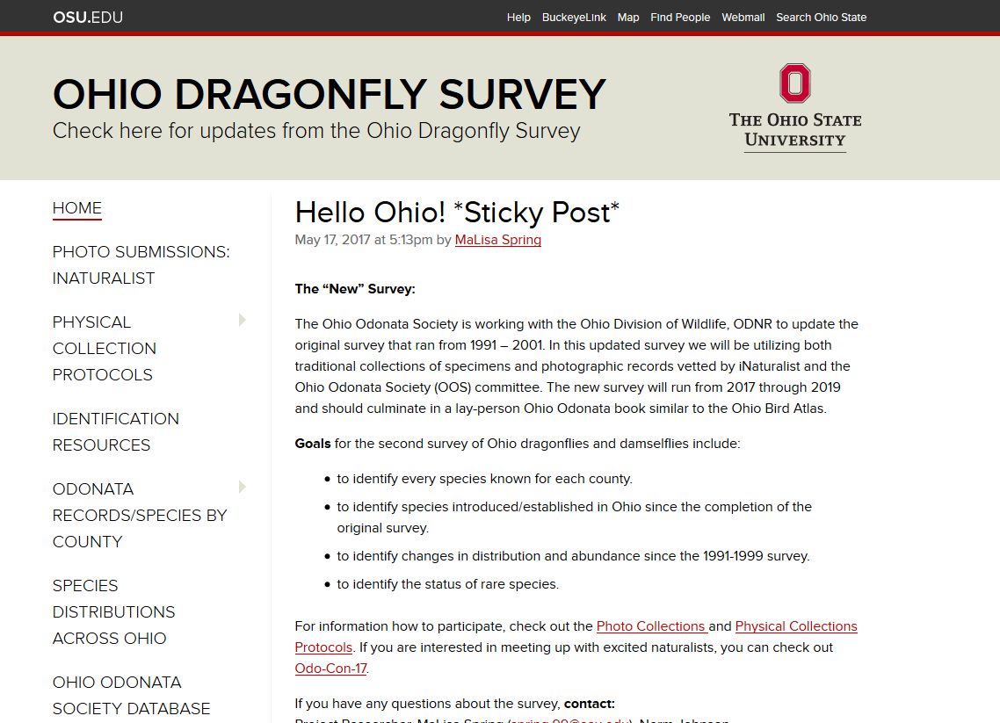 OSU.EDU
Help BuckeyeLink Map Find People Webmail Search Ohio State
OHIO DRAGONFLY SURVEY
Check here for updates from the Ohio Dragonfly Survey
THE OHIO STATE
UNIVERSITY
HOME
PHOTO SUBMISSIONS:
INATURALIST
PHYSICAL
COLLECTION
PROTOCOLS
IDENTIFICATION
RESOURCES
ODONATA
RECORDS/SPECIES BY
COUNTY
SPECIES
DISTRIBUTIONS
ACROSS OHIO
OHIO ODONATA
SOCIETY DATABASE
Hello Ohio! *Sticky Post*
May 17, 2017 at 5:13pm by MaLisa Spring
The “New” Survey:
The Ohio Odonata Society is working with the Ohio Division of Wildlife, ODNR to update the
original survey that ran from 1991 – 2001. In this updated survey we will be utilizing both
traditional collections of specimens and photographic records vetted by iNaturalist and the
Ohio Odonata Society (OOS) committee. The new survey will run from 2017 through 2019
and should culminate in a lay-person Ohio Odonata book similar to the Ohio Bird Atlas.
Goals for the second survey of Ohio dragonflies and damselflies include:
• to identify every species known for each county.
• to identify species introduced/established in Ohio since the completion of the
original survey.
• to identify changes in distribution and abundance since the 1991-1999 survey.
• to identify the status of rare species.
For information how to participate, check out the Photo Collections and Physical Collections
Protocols. If you are interested in meeting up with excited naturalists, you can check out
Odo-Con-17.
If you have any questions about the survey, contact:
Project Researcher, MaLisa Spring (spring.99@osu.edu), Norm Johnson